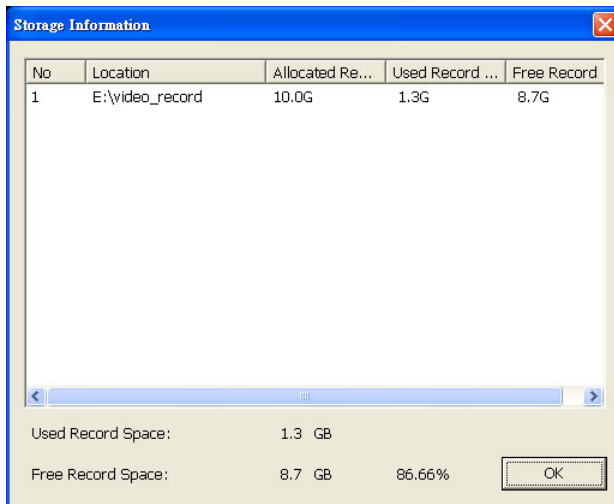 Storage Information
No Location Allocated Re... Used Record ... Free Record
1 E:\video_record 10.0G 1.3G 8.7G
Used Record Space: 1.3 GB
Free Record Space: 8.7 GB 86.66% OK